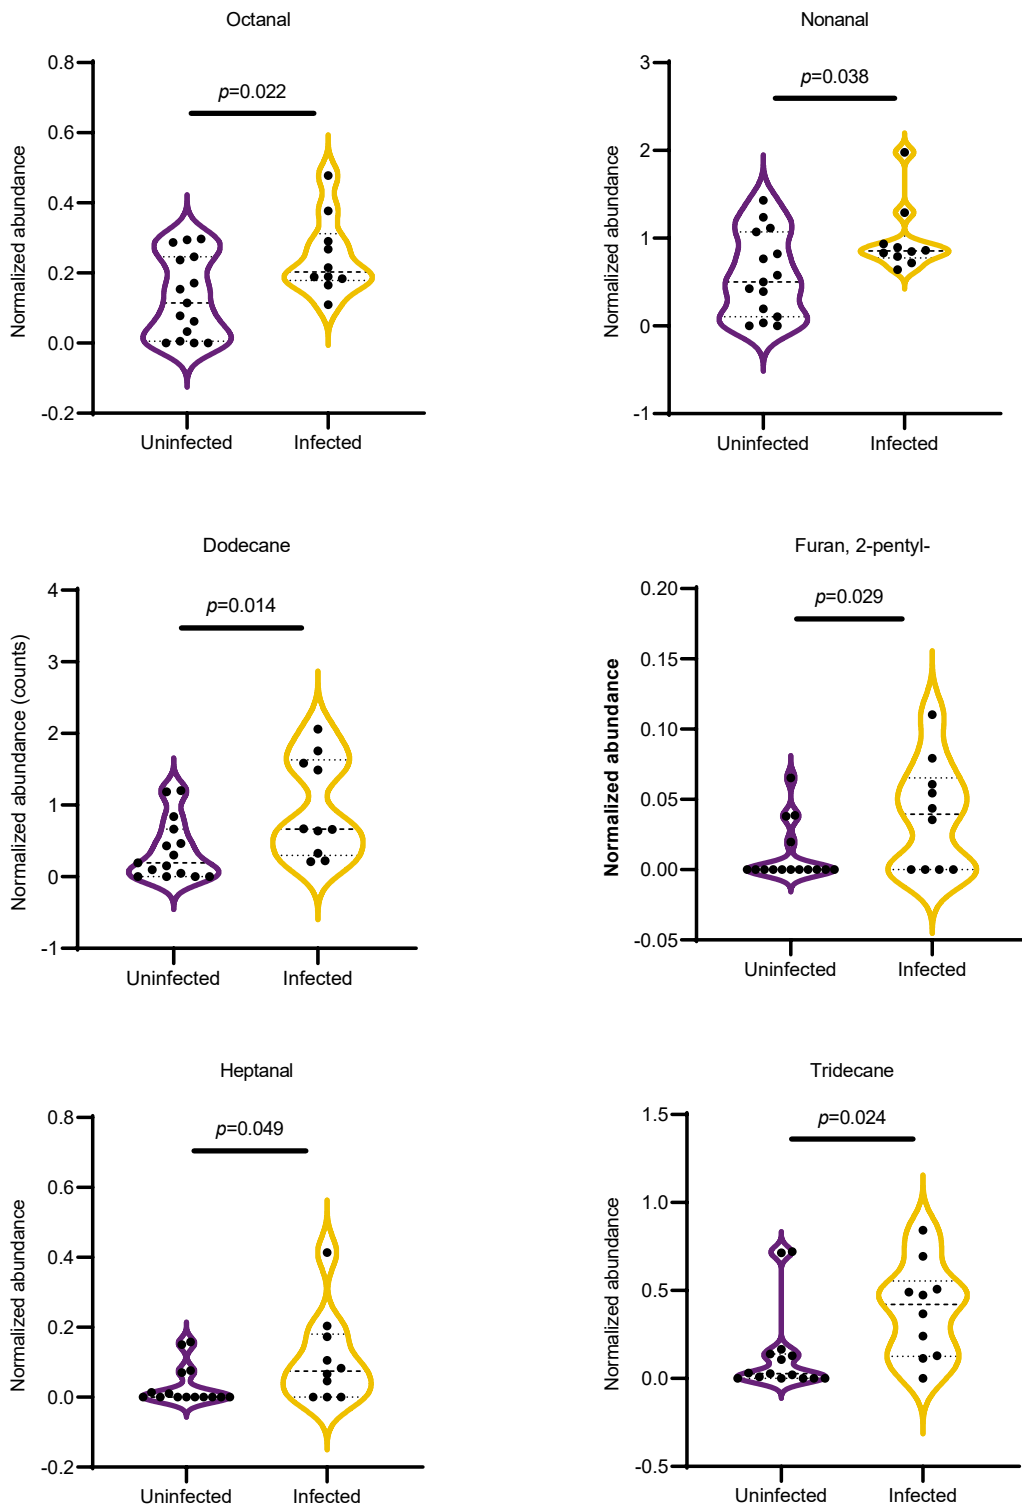 Octanal
Normalized abundance
0.8
0.6
0.4
0.2
0.0
-0.2
p=0.022
Uninfected
Infected
Nonanal
Normalized abundance
3
2
1
0
-1
p=0.038
Uninfected
Infected
Dodecane
Normalized abundance (counts)
4
3
2
1
0
-1
p=0.014
Uninfected
Infected
Furan, 2-pentyl-
Normalized abundance
0.20
0.15
0.10
0.05
0.00
-0.05
p=0.029
Uninfected
Infected
Heptanal
Normalized abundance
0.8
0.6
0.4
0.2
0.0
-0.2
p=0.049
Uninfected
Infected
Tridecane
Normalized abundance
1.5
1.0
0.5
0.0
-0.5
p=0.024
Uninfected
Infected